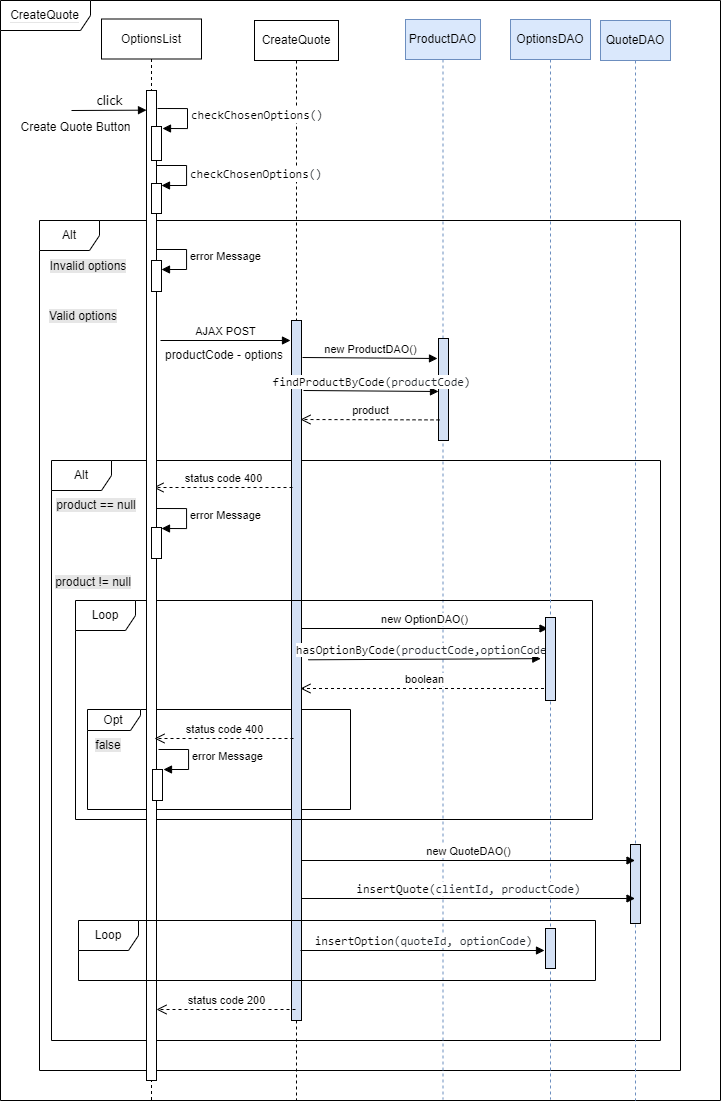 CreateQuote
OptionsList
CreateQuote
ProductDAO
OptionsDAO
QuoteDAO
click
Create Quote Button
checkChosenOptions()
checkChosenOptions()
Alt
Invalid options
error Message
Valid options
AJAX POST
productCode - options
new ProductDAO()
findProductByCode(productCode)
product
Alt
status code 400
product == null
error Message
product != null
Loop
new OptionDAO()
hasOptionByCode(productCode,optionCode
boolean
Opt
status code 400
false
error Message
new QuoteDAO()
insertQuote(clientId, productCode)
Loop
insertOption(quoteId, optionCode)
status code 200